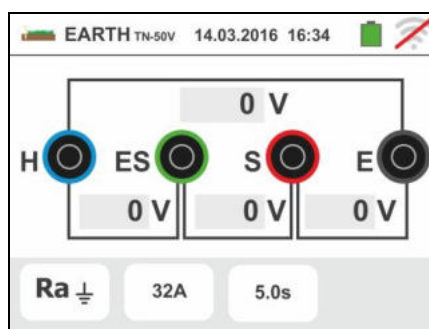 EARTH TN-50V 14.03.2016 16:34
0 V
H ES S E
0 V 0 V 0 V
Ra 32A 5.0s